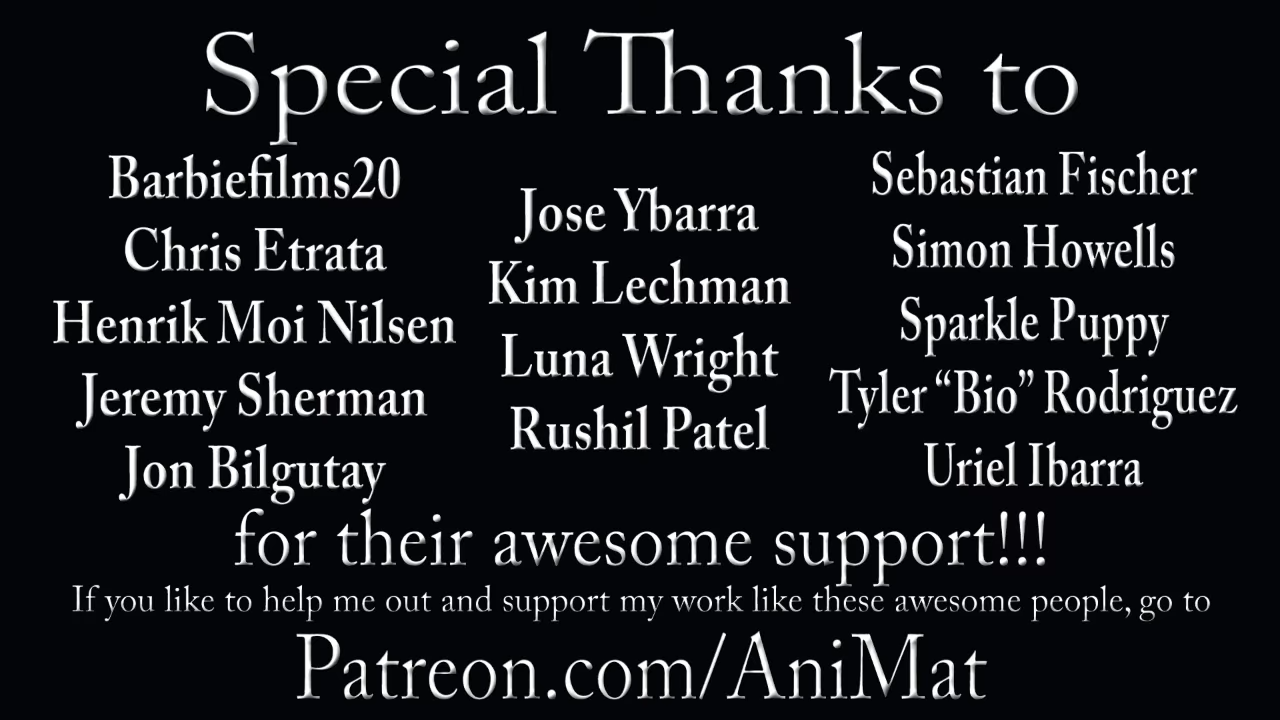 Special Thanks to
Barbiefilms20
Chris Etrata
Henrik Moi Nilsen
Jeremy Sherman
Jon Bilgutay
Jose Ybarra
Kim Lechman
Luna Wright
Rushil Patel
Sebastian Fischer
Simon Howells
Sparkle Puppy
Tyler “Bio” Rodriguez
Uriel Ibarra
for their awesome support!!!
If you like to help me out and support my work like these awesome people, go to
Patreon.com/AniMat